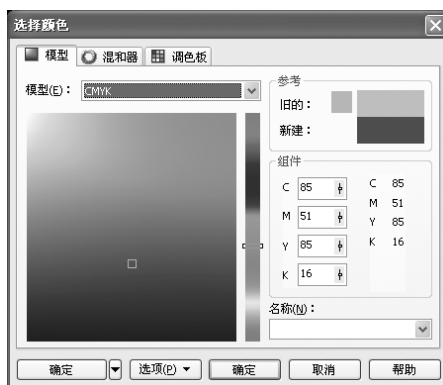 选择颜色
模型 混和器 调色板
模型(E)： CMYK
参考
旧的：
新建：
组件
C 85 C 85
M 51 M 51
Y 85 Y 85
K 16 K 16
名称(N)：
确定 选项(P) 确定 取消 帮助